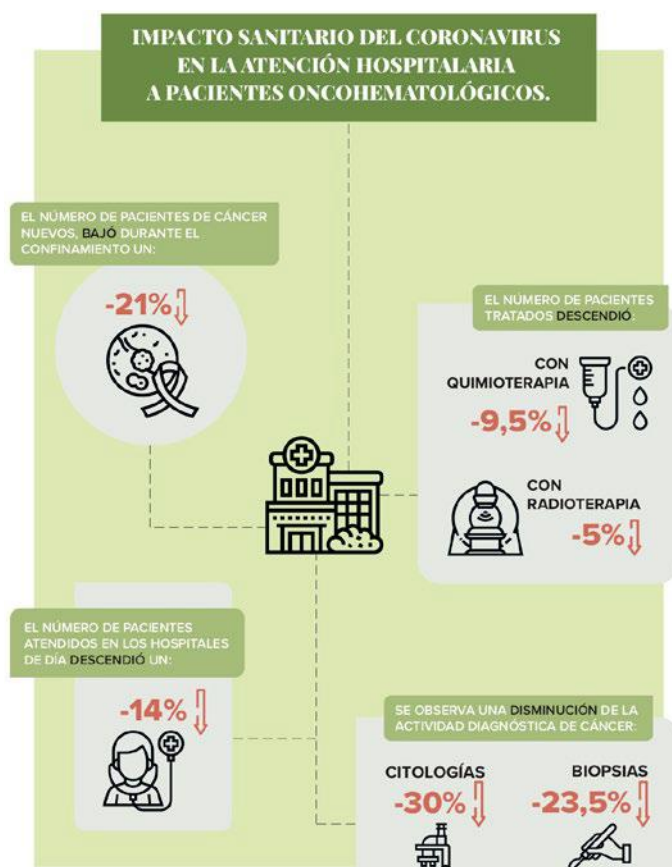 IMPACTO SANITARIO DEL CORONAVIRUS
EN LA ATENCIÓN HOSPITALARIA
A PACIENTES ONCOHEMATOLÓGICOS.
EL NÚMERO DE PACIENTES DE CÁNCER
NUEVOS, BAJÓ DURANTE EL
CONFINAMIENTO UN:
-21%
EL NÚMERO DE PACIENTES
TRATADOS DESCENDIÓ:
CON
QUIMIOTERAPIA
-9,5%
CON
RADIOTERAPIA
-5%
EL NÚMERO DE PACIENTES
ATENDIDOS EN LOS HOSPITALES
DE DÍA DESCENDIÓ UN:
-14%
SE OBSERVA UNA DISMINUCIÓN DE LA
ACTIVIDAD DIAGNÓSTICA DE CÁNCER:
CITOLOGÍAS
-30%
BIOPSIAS
-23,5%